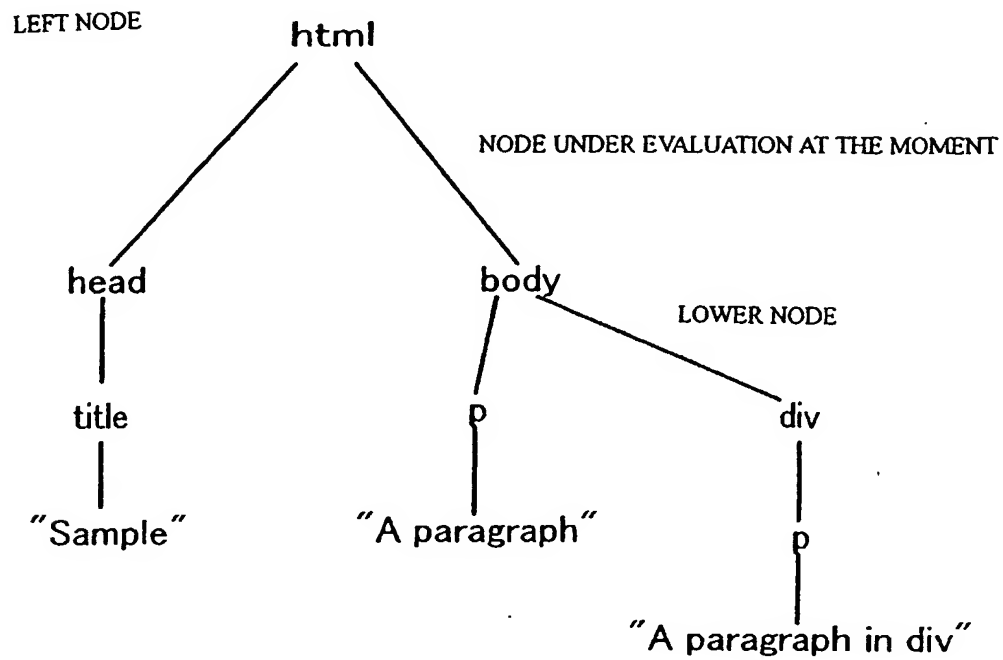 LEFT NODE
html
NODE UNDER EVALUATION AT THE MOMENT
head
body
LOWER NODE
title
p
div
"Sample"
"A paragraph"
p
"A paragraph in div"